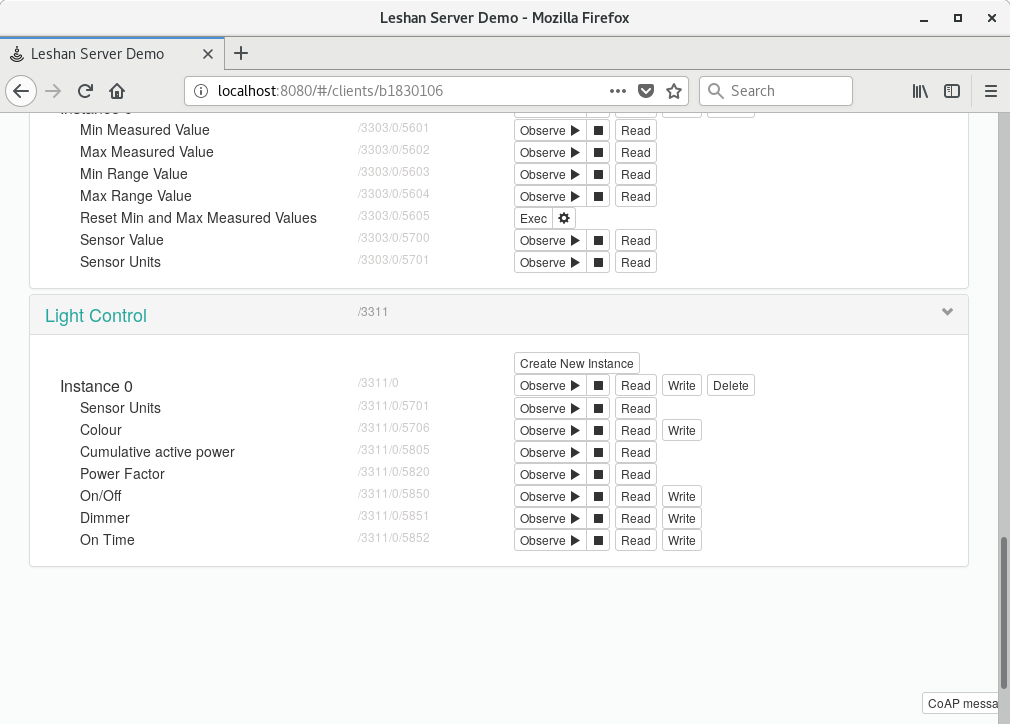 Leshan Server Demo - Mozilla Firefox
Leshan Server Demo
localhost:8080/#/clients/b1830106 Search
Instance 0
Min Measured Value /3303/0/5601 Observe Read
Max Measured Value /3303/0/5602 Observe Read
Min Range Value /3303/0/5603 Observe Read
Max Range Value /3303/0/5604 Observe Read
Reset Min and Max Measured Values /3303/0/5605 Exec
Sensor Value /3303/0/5700 Observe Read
Sensor Units /3303/0/5701 Observe Read
Light Control /3311
Create New Instance
Instance 0 /3311/0 Observe Read Write Delete
Sensor Units /3311/0/5701 Observe Read
Colour /3311/0/5706 Observe Read Write
Cumulative active power /3311/0/5805 Observe Read
Power Factor /3311/0/5820 Observe Read
On/Off /3311/0/5850 Observe Read Write
Dimmer /3311/0/5851 Observe Read Write
On Time /3311/0/5852 Observe Read Write
CoAP messa